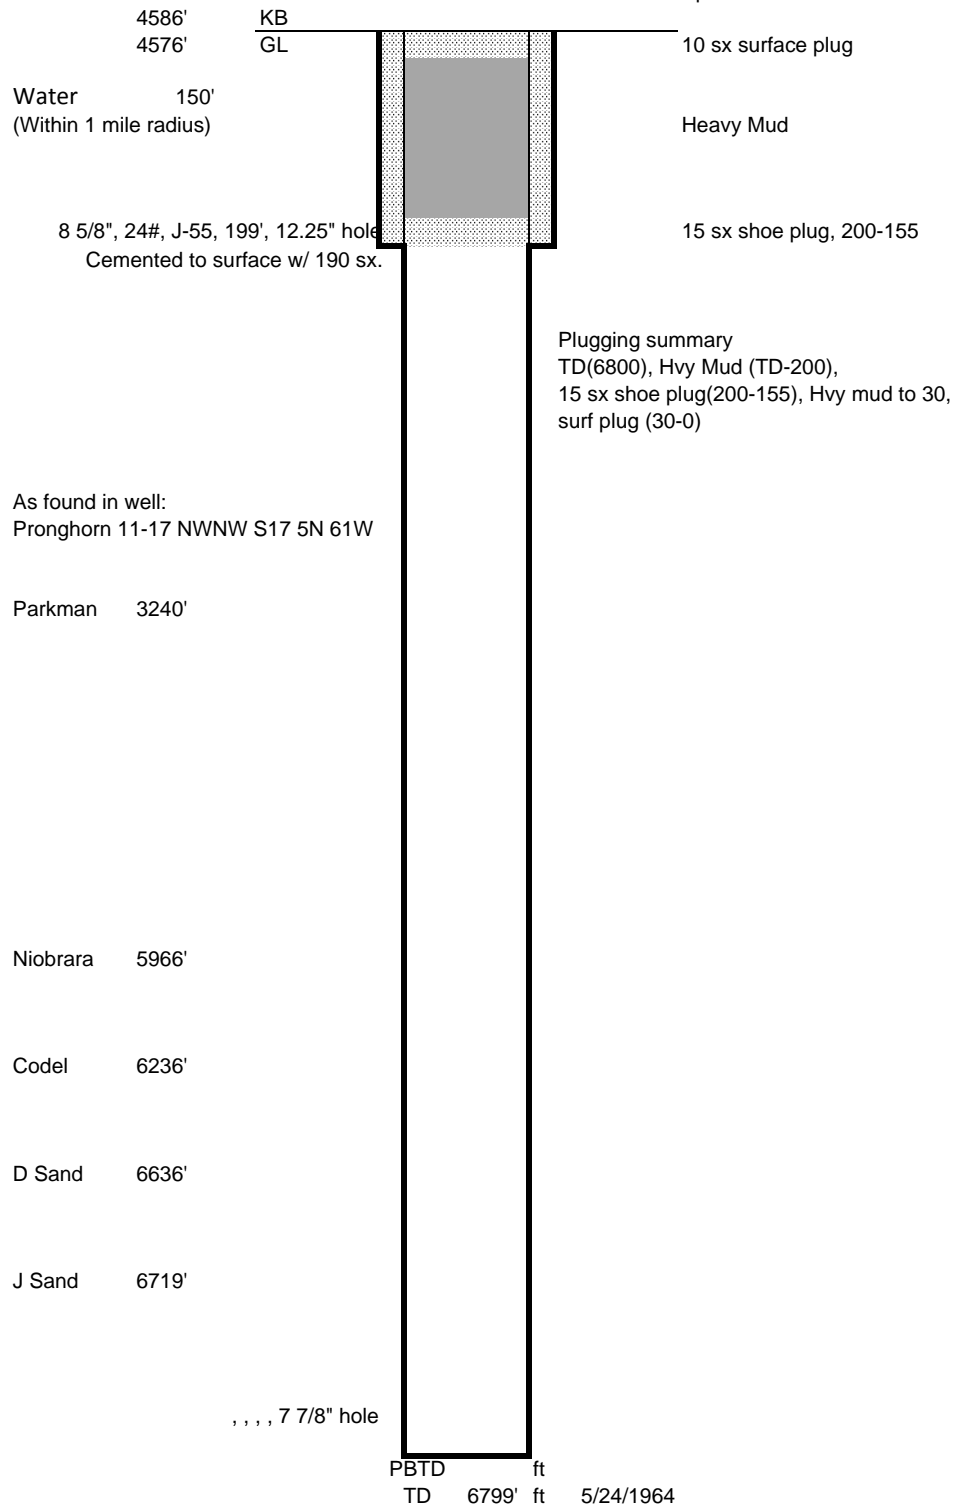 4586' KB
4576' GL
10 sx surface plug
Water 150'
(Within 1 mile radius)
Heavy Mud
8 5/8", 24#, J-55, 199', 12.25" hole
15 sx shoe plug, 200-155
Cemented to surface w/ 190 sx.
Plugging summary
TD(6800), Hvy Mud (TD-200),
15 sx shoe plug(200-155), Hvy mud to 30,
surf plug (30-0)
As found in well:
Pronghorn 11-17 NWNW S17 5N 61W
Parkman 3240'
Niobrara 5966'
Codel 6236'
D Sand 6636'
J Sand 6719'
, , , , 7 7/8" hole
PBTD ft
TD 6799' ft 5/24/1964